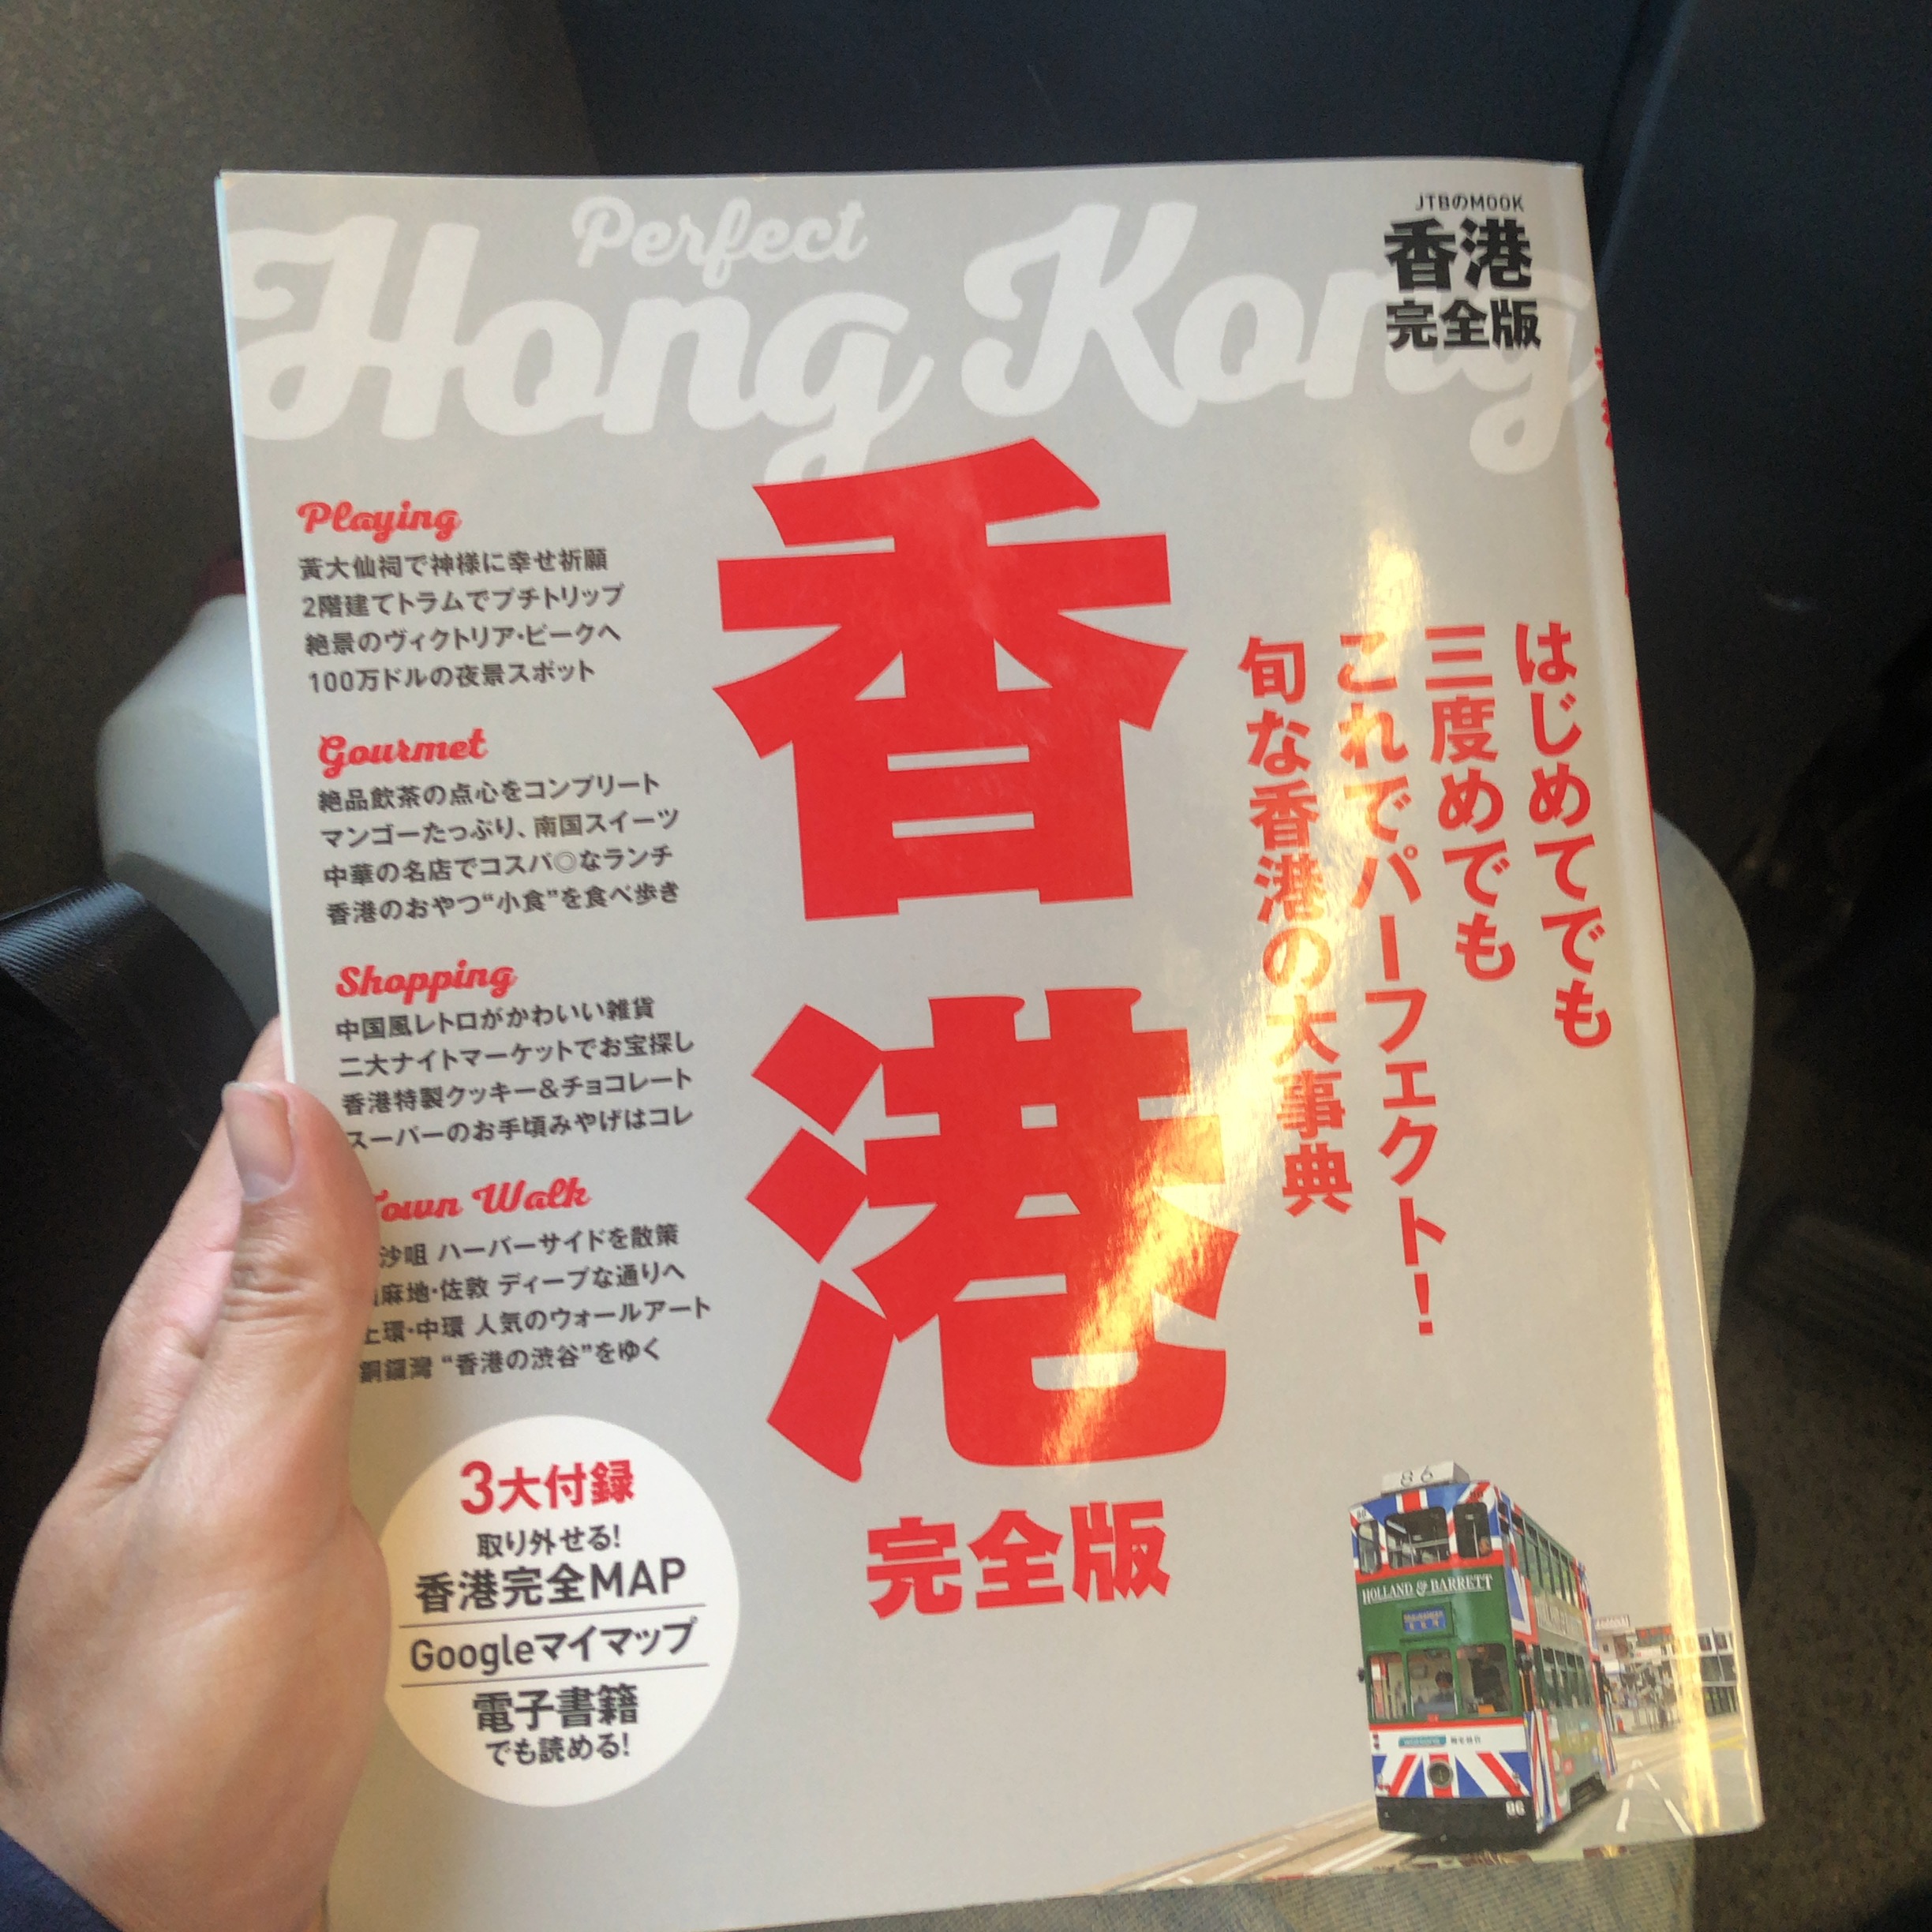 Perfect
Hong Kong
JTBのMOOK
香港
完全版
Playing
黃大仙祠で神様に幸せ祈願
2階建てトラムでプチトリップ
絶景のヴィクトリア・ピークへ
100万ドルの夜景スポット
Gourmet
絶品飲茶の点心をコンプリート
マンゴーたっぷり、南国スイーツ
中華の名店でコスパ◎なランチ
香港のおやつ“小食”を食べ歩き
Shopping
中国風レトロがかわいい雑貨
二大ナイトマーケットでお宝探し
香港特製クッキー＆チョコレート
スーパーのお手頃みやげはコレ
Town Walk
沙咀 ハーバーサイドを散策
麻地・佐敦 ディープな通りへ
上環・中環 人気のウォールアート
銅鑼灣 “香港の渋谷”をゆく
香港
完全版
はじめてでも
三度めでも
これでパーフェクト！
旬な香港の大事典
3大付録
取り外せる！
香港完全MAP
Googleマイマップ
電子書籍
でも読める！
86
HOLLAND & BARRETT
86